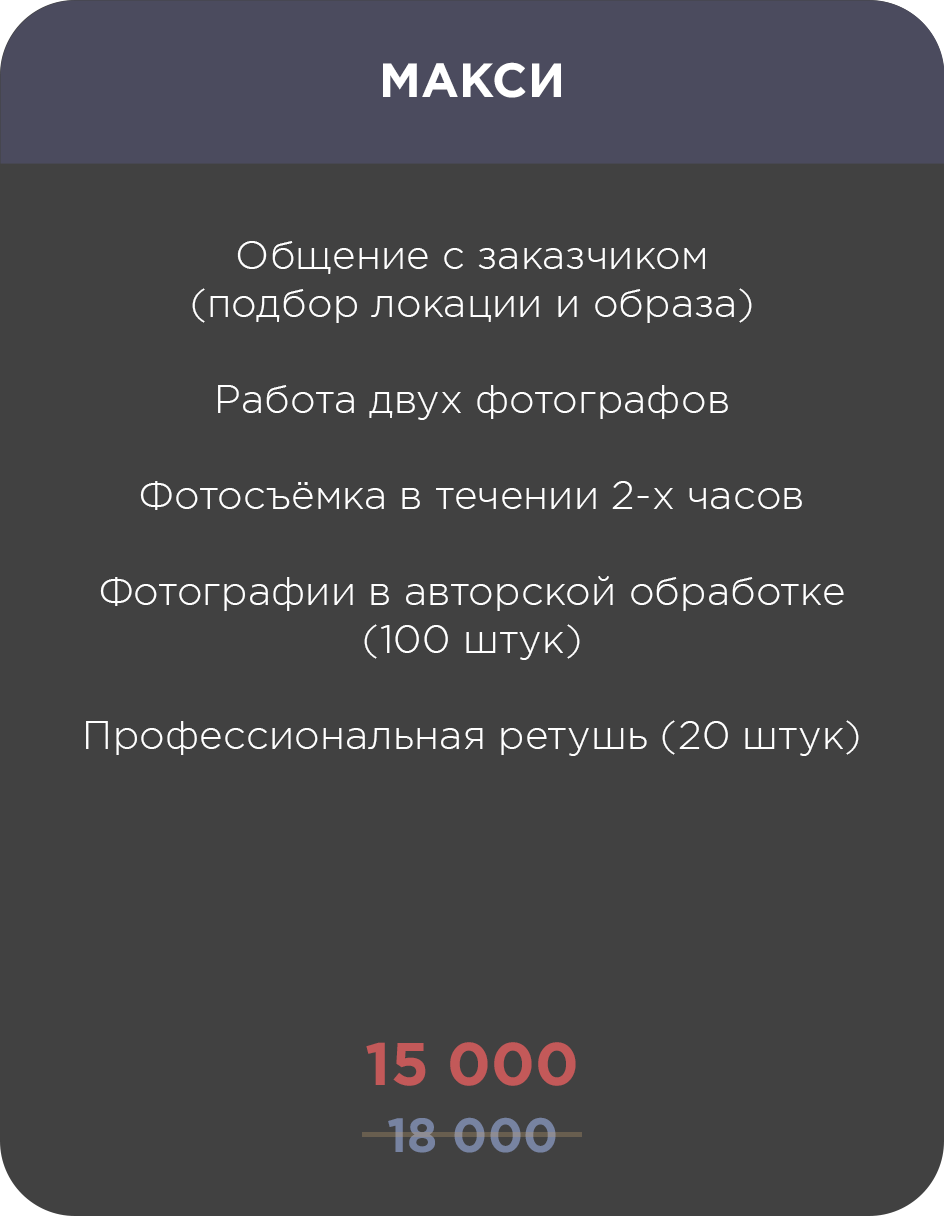 МАКСИ
Общение с заказчиком
(подбор локации и образа)
Работа двух фотографов
Фотосъёмка в течении 2-х часов
Фотографии в авторской обработке
(100 штук)
Профессиональная ретушь (20 штук)
15 000
18 000